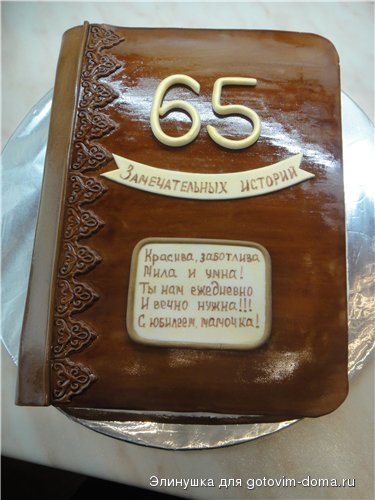 65
Замечательных историй
Красива, заботлива
Мила и умна!
Ты нам ежедневно
И вечно нужна!!!
С юбилеем, мамочка!
Элинушка для gotovim-doma.ru